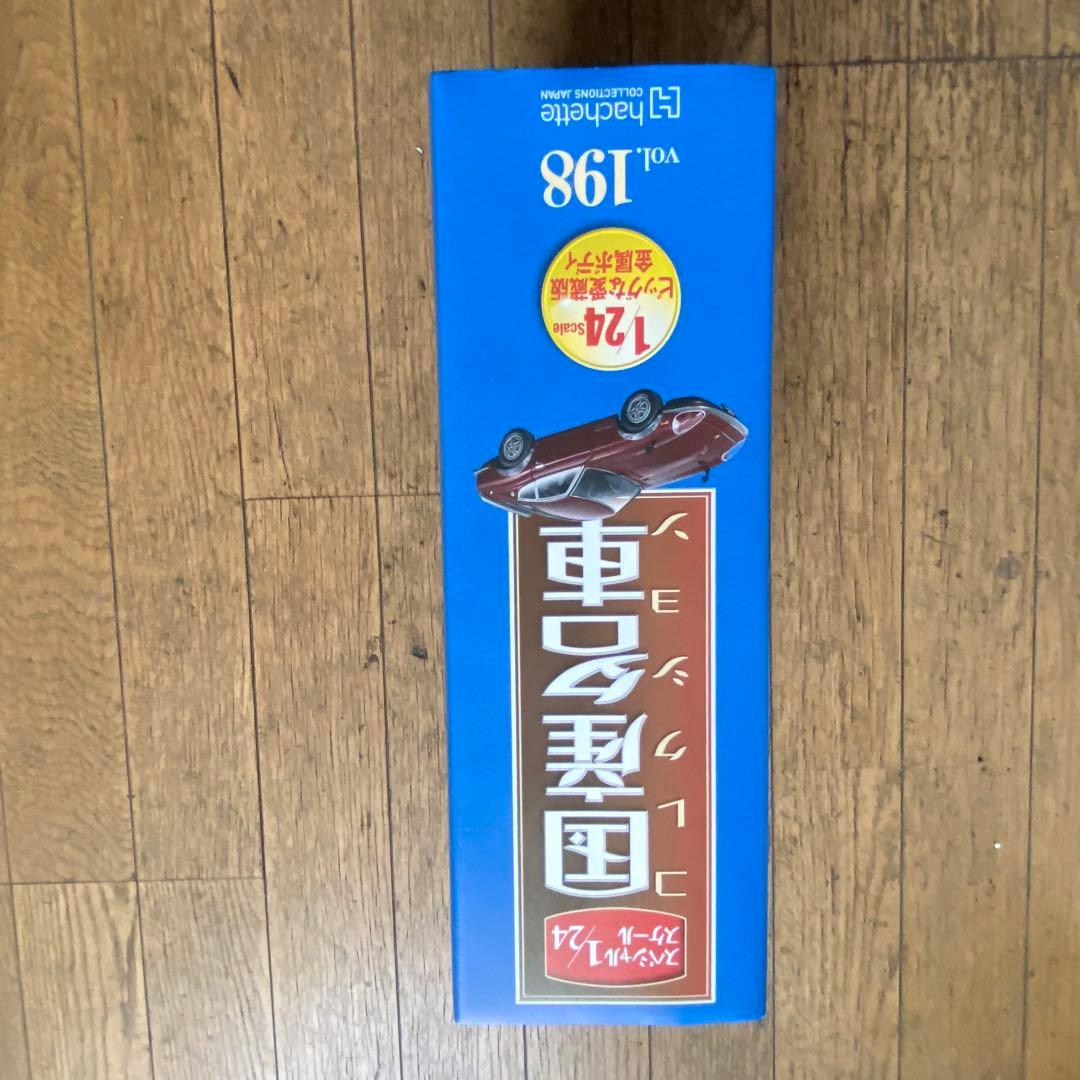 スペシャル
スケール
1/24
国産名車
コレクション
1/24Scale
ビッグな愛蔵版
金属ボディ
vol.198
hachette
COLLECTIONS JAPAN